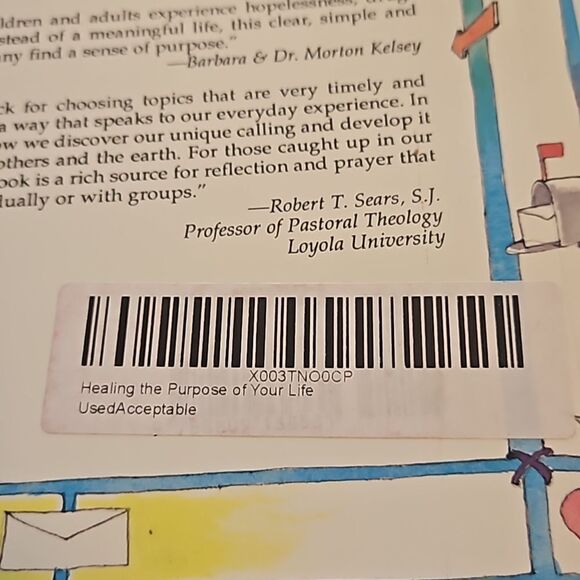 ldren and adults experience hopelessness,
stead of a meaningful life, this clear, simple and
ny find a sense of purpose."
—Barbara & Dr. Morton Kelsey
ck for choosing topics that are very timely and
a way that speaks to our everyday experience. In
ow we discover our unique calling and develop it
others and the earth. For those caught up in our
ook is a rich source for reflection and prayer that
dually or with groups."
—Robert T. Sears, S.J.
Professor of Pastoral Theology
Loyola University
X003TNO0CP
Healing the Purpose of Your Life
UsedAcceptable